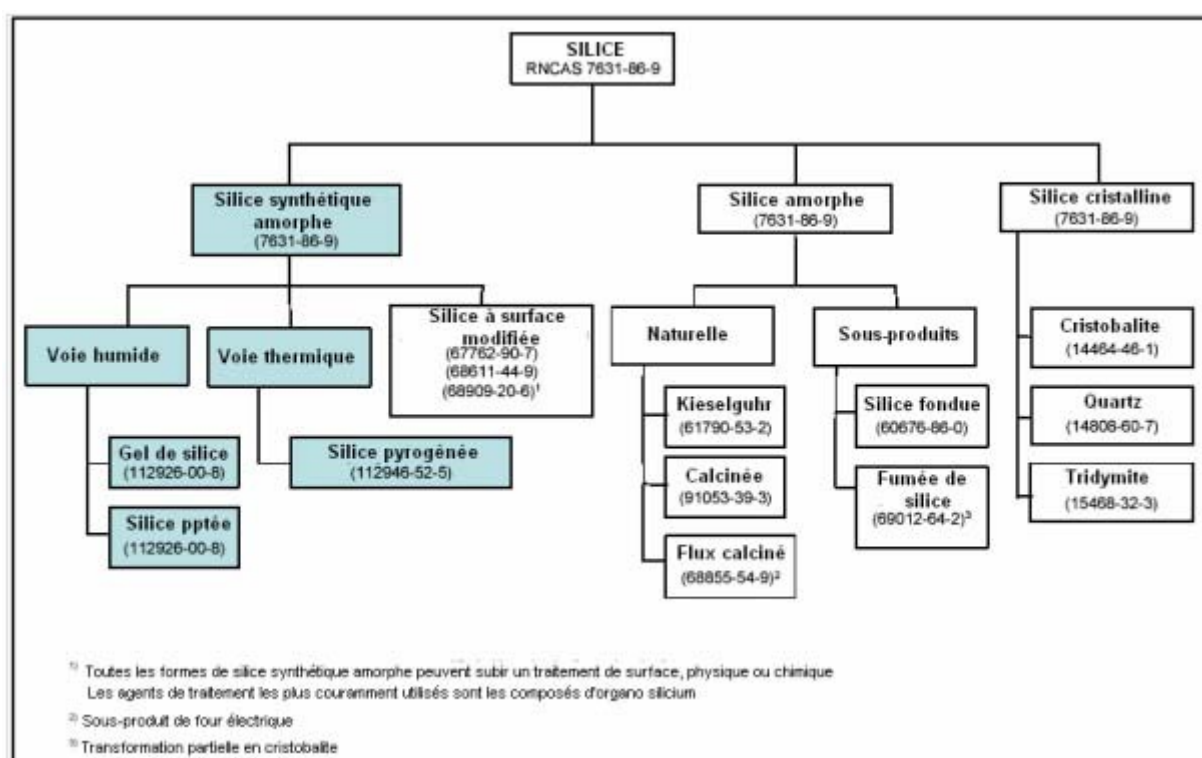 SILICE
RNCAS 7631-86-9
Silice synthétique
amorphe
(7631-86-9)
Silice amorphe
(7631-86-9)
Silice cristalline
(7631-86-9)
Voie humide
Voie thermique
Silice à surface
modifiée
(67762-90-7)
(68611-44-9)
(68909-20-6)¹
Naturelle
Sous-produits
Cristobalite
(14464-46-1)
Gel de silice
(112926-00-8)
Silice pyrogénée
(112946-52-5)
Kieselguhr
(61790-53-2)
Silice fondue
(60676-86-0)
Quartz
(14808-60-7)
Silice pptée
(112926-00-8)
Calcinée
(91053-39-3)
Fumée de
silice
(69012-64-2)³
Tridymite
(15468-32-3)
Flux calciné
(68855-54-9)²
¹⁾ Toutes les formes de silice synthétique amorphe peuvent subir un traitement de surface, physique ou chimique
Les agents de traitement les plus couramment utilisés sont les composés d'organo silicium
²⁾ Sous-produit de four électrique
³⁾ Transformation partielle en cristobalite